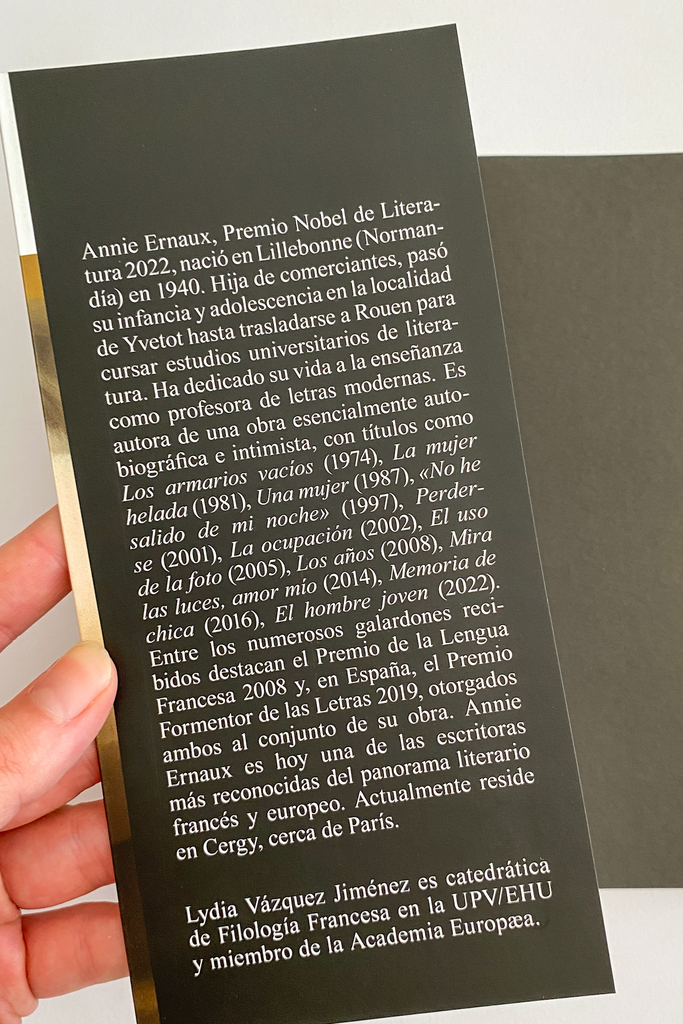 Annie Ernaux, Premio Nobel de Litera-
tura 2022, nació en Lillebonne (Norman-
día) en 1940. Hija de comerciantes, pasó
su infancia y adolescencia en la localidad
de Yvetot hasta trasladarse a Rouen para
cursar estudios universitarios de litera-
tura. Ha dedicado su vida a la enseñanza
como profesora de letras modernas. Es
autora de una obra esencialmente auto-
biográfica e intimista, con títulos como
Los armarios vacíos (1974), La mujer
helada (1981), Una mujer (1987), «No he
salido de mi noche» (1997), Perder-
se (2001), La ocupación (2002), El uso
de la foto (2005), Los años (2008), Mira
las luces, amor mío (2014), Memoria de
chica (2016), El hombre joven (2022).
Entre los numerosos galardones reci-
bidos destacan el Premio de la Lengua
Francesa 2008 y, en España, el Premio
Formentor de las Letras 2019, otorgados
ambos al conjunto de su obra. Annie
Ernaux es hoy una de las escritoras
más reconocidas del panorama literario
francés y europeo. Actualmente reside
en Cergy, cerca de París.
Lydia Vázquez Jiménez es catedrática
de Filología Francesa en la UPV/EHU
y miembro de la Academia Europæa.